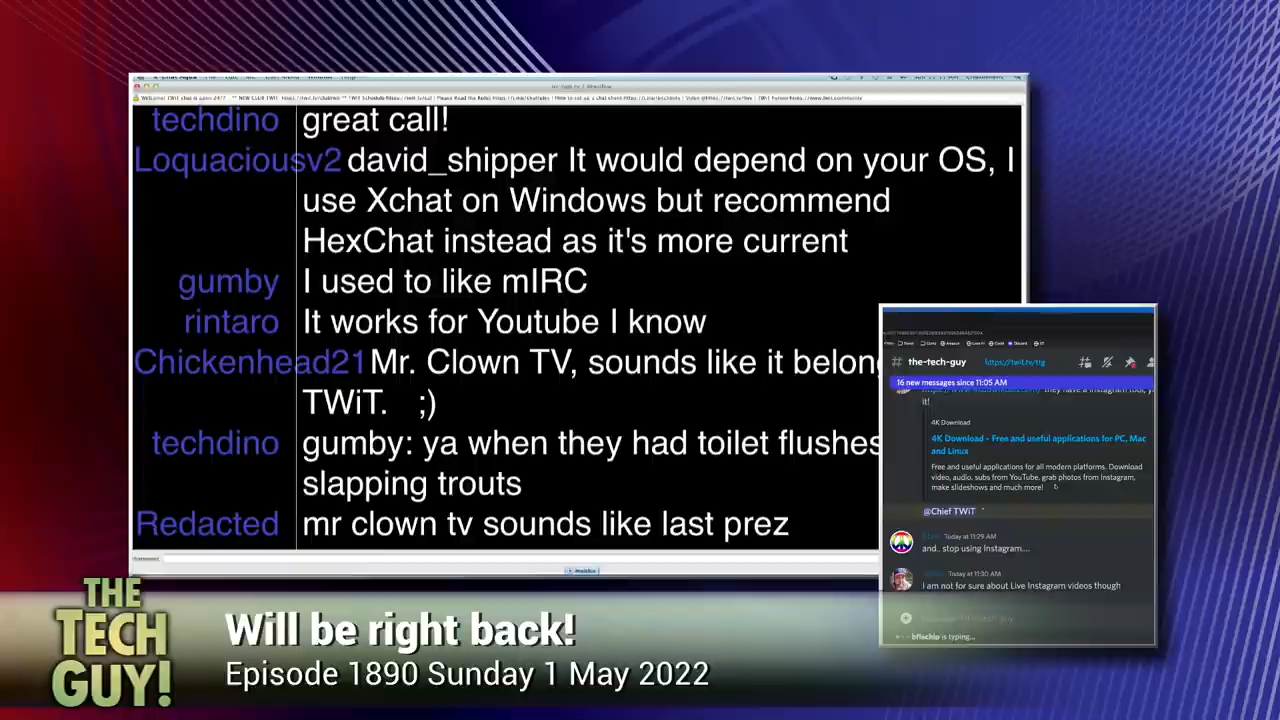 techdino great call!
Loquaciousv2 david_shipper It would depend on your OS, I
use Xchat on Windows but recommend
HexChat instead as it's more current
gumby I used to like mIRC
rintaro It works for Youtube I know
Chickenhead21 Mr. Clown TV, sounds like it belon
TWiT. ;)
techdino gumbY: ya when they had toilet flushes
slapping trouts
Redacted mr clown tv sounds like last prez
# the-tech-guy https://twit.tv/ttg
16 new messages since 11:05 AM
they have a Instagram tool, y
it!
4K Download
4K Download - Free and useful applications for PC, Mac
and Linux
Free and useful applications for all modern platforms. Download
video, audio, subs from YouTube, grab photos from Instagram,
make slideshows and much more!
@Chief TWiT
Today at 11:29 AM
and.. stop using Instagram....
Today at 11:30 AM
I am not for sure about Live Instagram videos though
bflschip is typing...
THE
TECH
GUY!
Will be right back!
Episode 1890 Sunday 1 May 2022